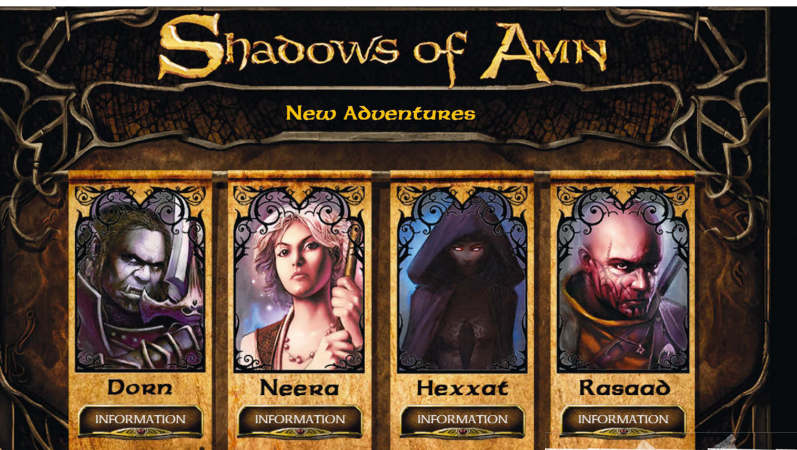 Shadows of Amn
New Adventures
Dorn Neera Hexxat Rasaad
INFORMATION INFORMATION INFORMATION INFORMATION